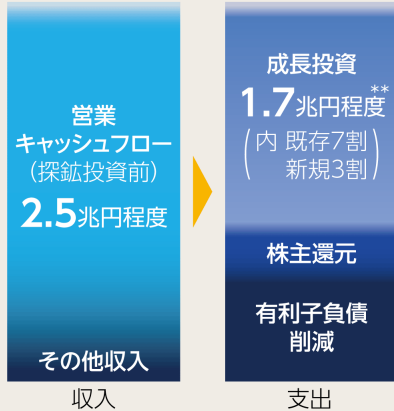 営業
キャッシュフロー
（探鉱投資前）
2.5兆円程度
その他収入
収入
成長投資
1.7兆円程度**
（内 既存7割
新規3割）
株主還元
有利子負債
削減
支出